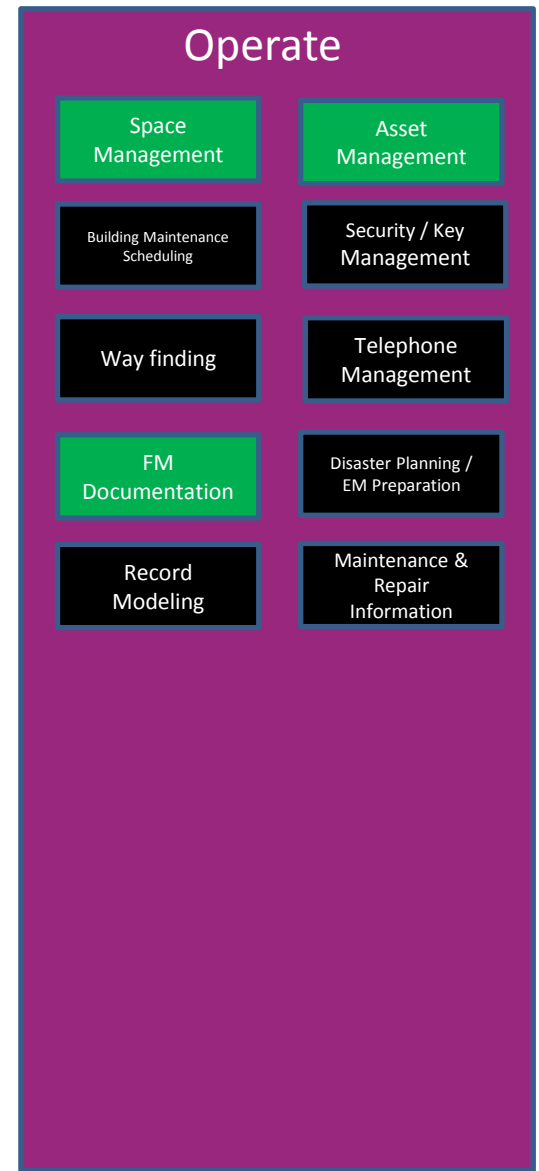 Operate
Space
Management
Asset
Management
Building Maintenance
Scheduling
Security / Key
Management
Way finding
Telephone
Management
FM
Documentation
Disaster Planning /
EM Preparation
Record
Modeling
Maintenance &
Repair
Information